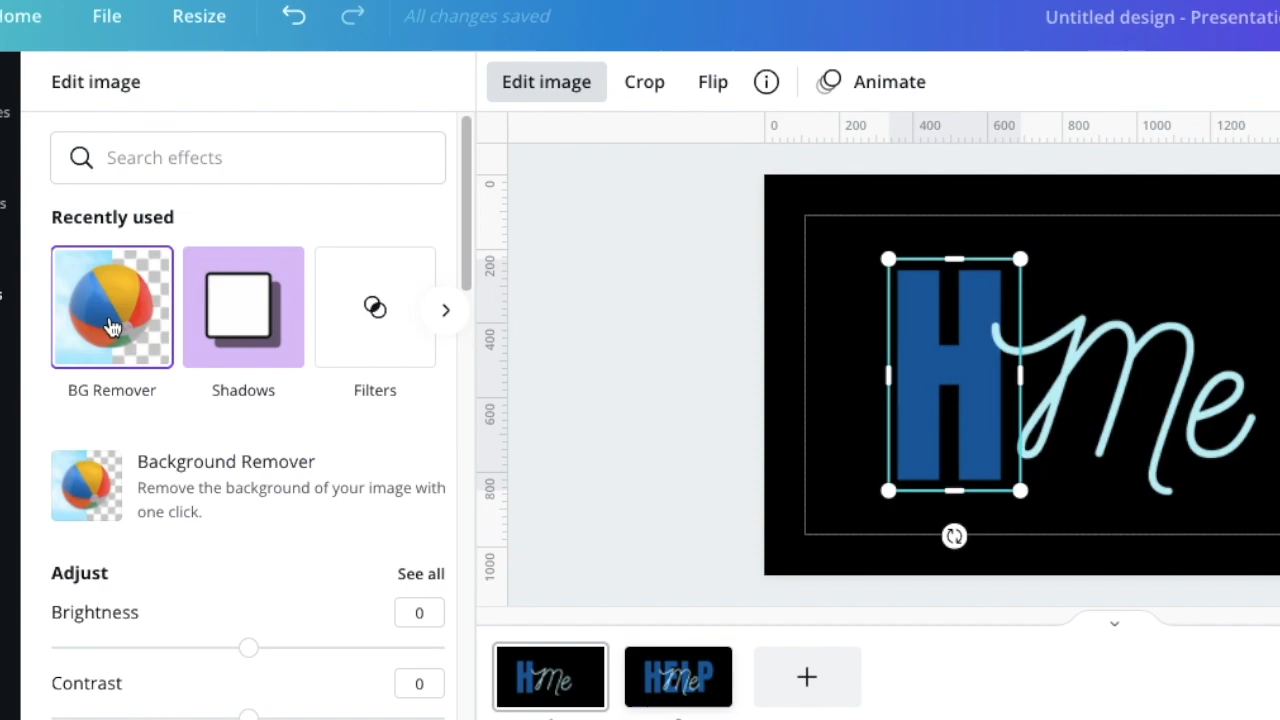 Home File Resize All changes saved Untitled design - Presentati
Edit image
Edit image Crop Flip Animate
Search effects
Recently used
BG Remover Shadows Filters
Background Remover
Remove the background of your image with
one click.
Adjust See all
Brightness 0
Contrast 0
0 200 400 600 800 1000 1200
0
200
400
600
800
1000
H Me
H Me
HELP Me